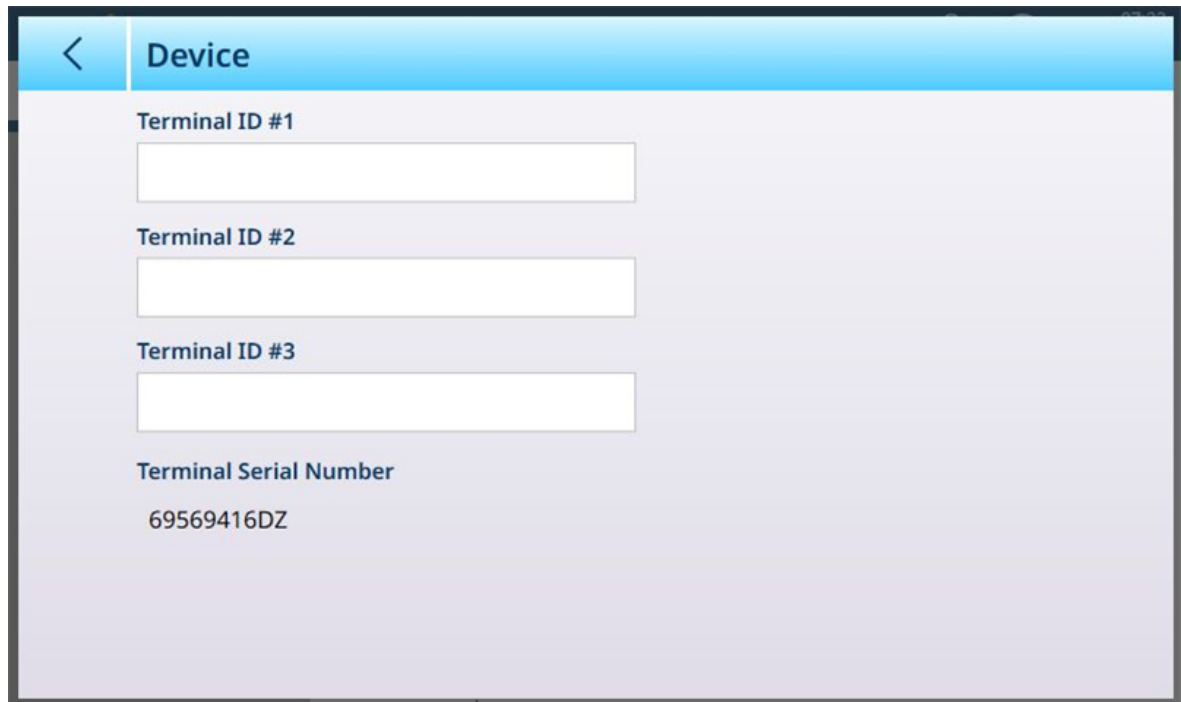 Device
Terminal ID #1
Terminal ID #2
Terminal ID #3
Terminal Serial Number
69569416DZ